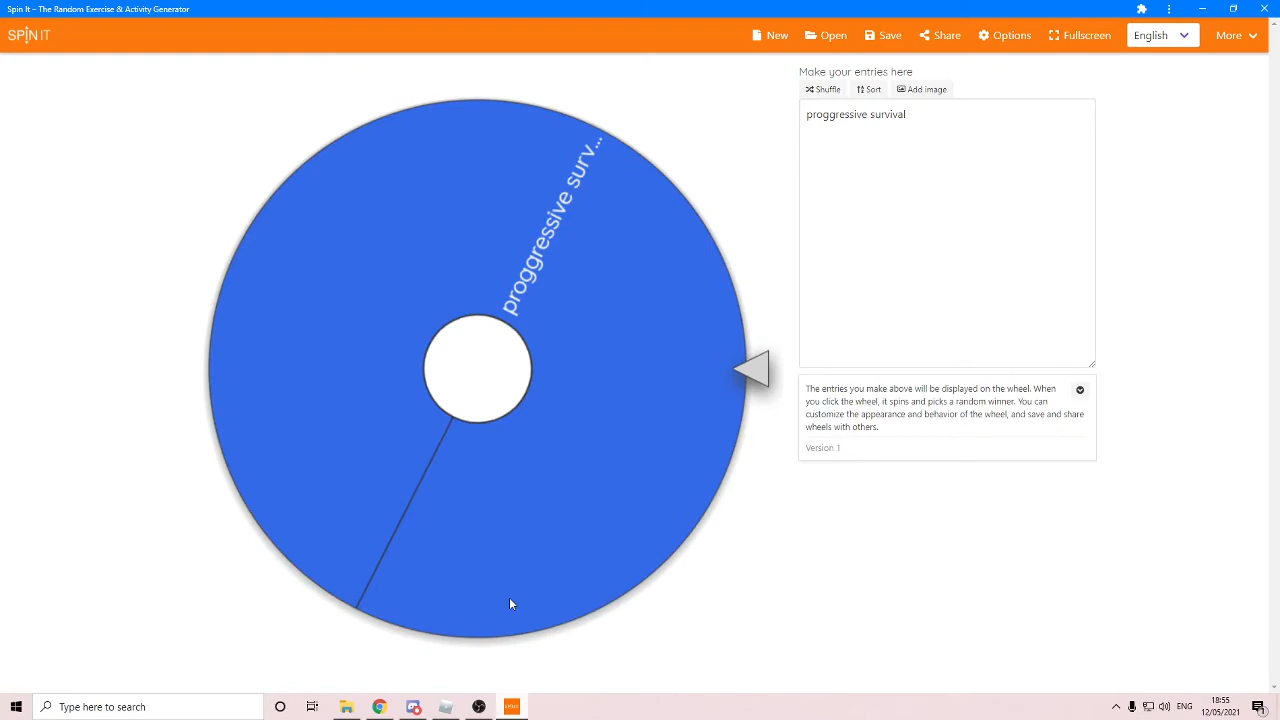 Spin It – The Random Exercise & Activity Generator
SPIN IT
New
Open
Save
Share
Options
Fullscreen
English
More
Make your entries here
Shuffle
Sort
Add image
proggressive survival
proggressive surv...
The entries you make above will be displayed on the wheel. When
you click the wheel, it spins and picks a random winner. You can
customize the appearance and behavior of the wheel, and save and share
wheels with others.
Version 1
Type here to search
ENG
18:55
12/05/2021